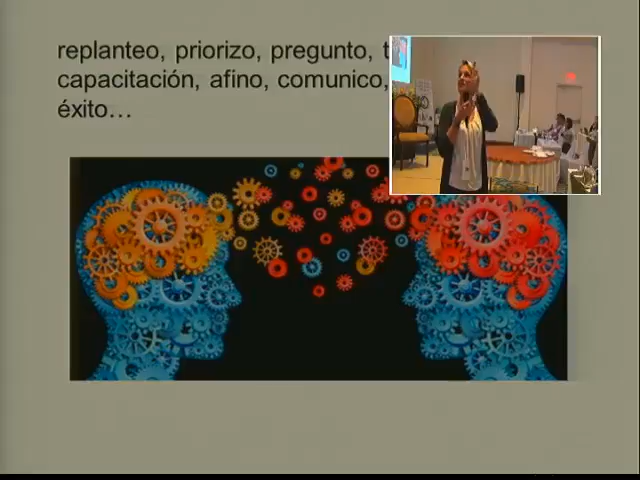 replanteo, priorizo, pregunto,
capacitación, afino, comunico,
éxito…